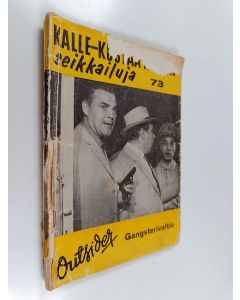 KALLE-KUSTAA
seikkailuja
73
Outsider
Gangsterivaltio